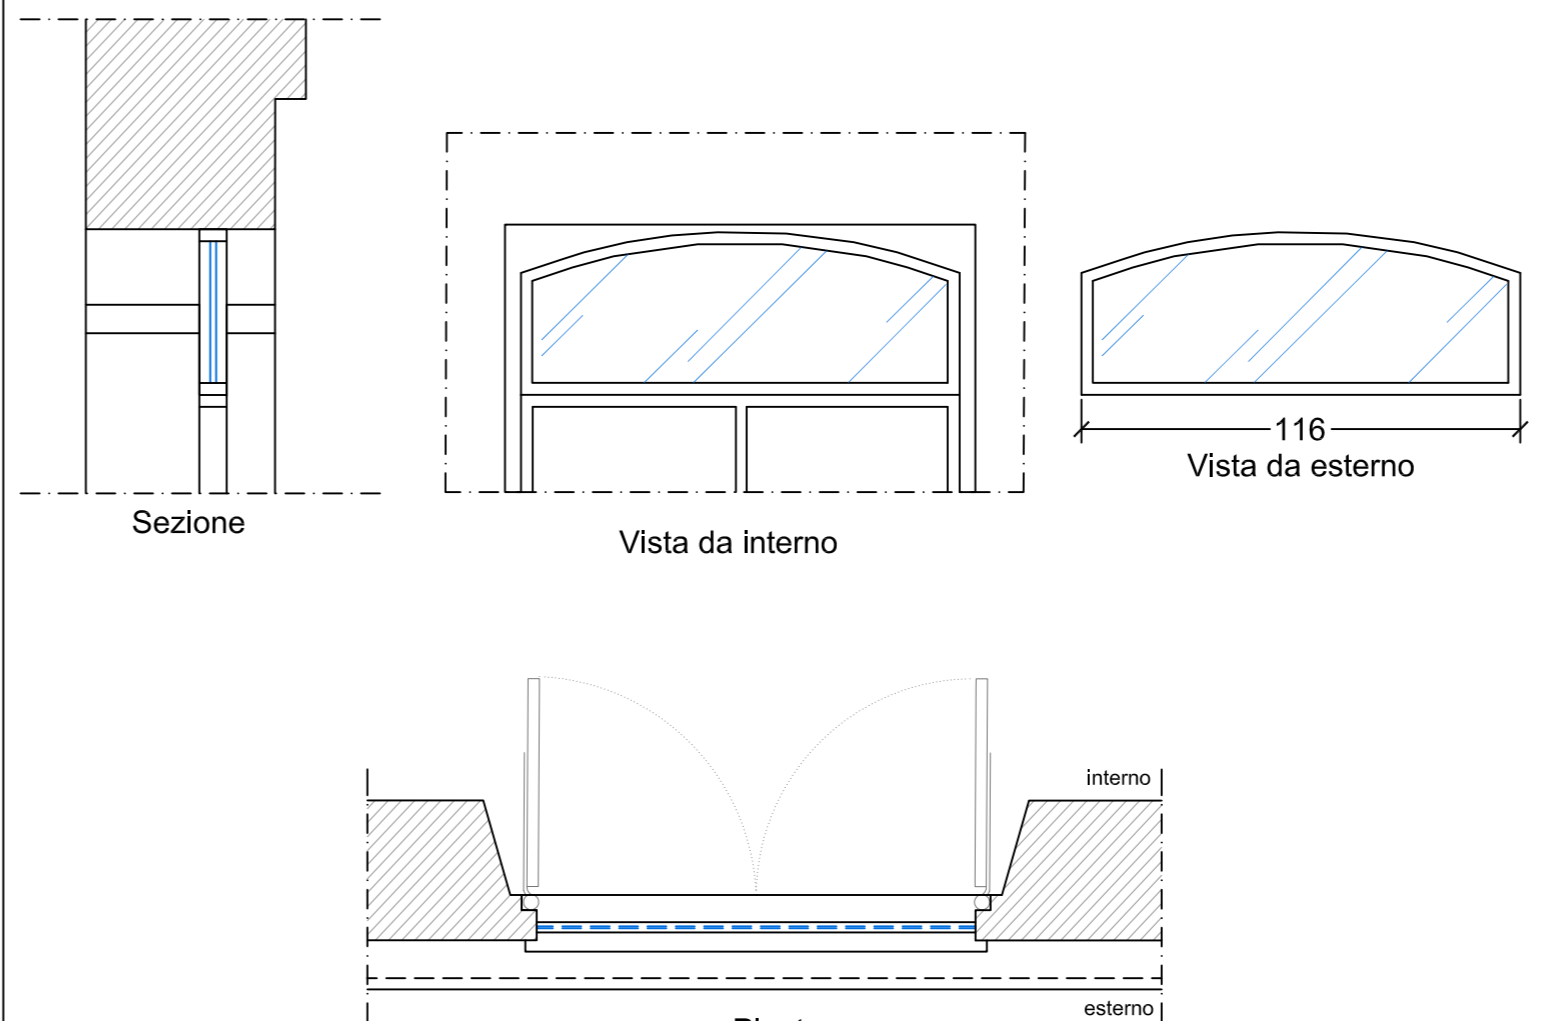 Sezione
Vista da interno
116
Vista da esterno
interno
esterno